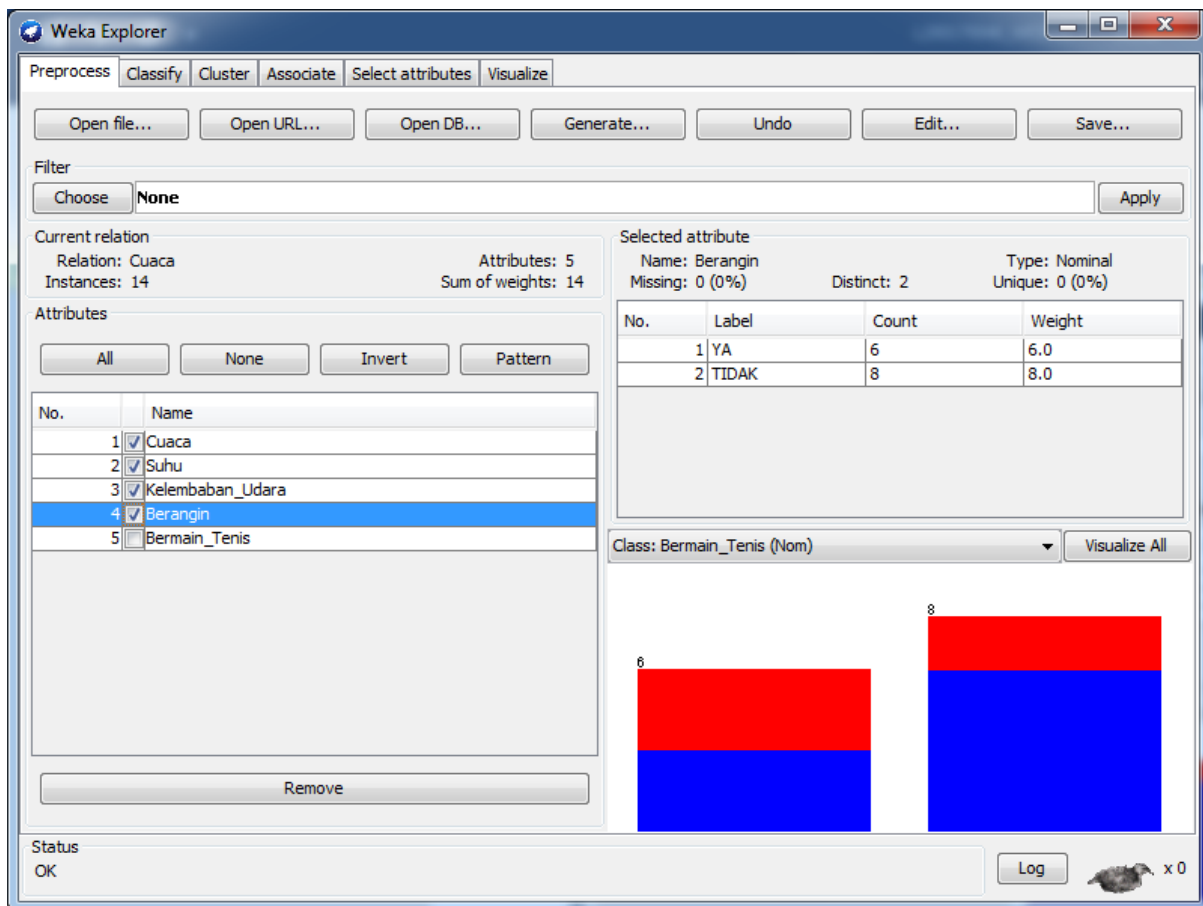 Weka Explorer
Preprocess Classify Cluster Associate Select attributes Visualize
Open file... Open URL... Open DB... Generate... Undo Edit... Save...
Filter
Choose None Apply
Current relation
Relation: Cuaca Attributes: 5
Instances: 14 Sum of weights: 14
Attributes
All None Invert Pattern
No. Name
1 Cuaca
2 Suhu
3 Kelembaban_Udara
4 Berangin
5 Bermain_Tenis
Remove
Selected attribute
Name: Berangin Type: Nominal
Missing: 0 (0%) Distinct: 2 Unique: 0 (0%)
No. Label Count Weight
1 YA 6 6.0
2 TIDAK 8 8.0
Class: Bermain_Tenis (Nom) Visualize All
6
8
Status
OK
Log x 0